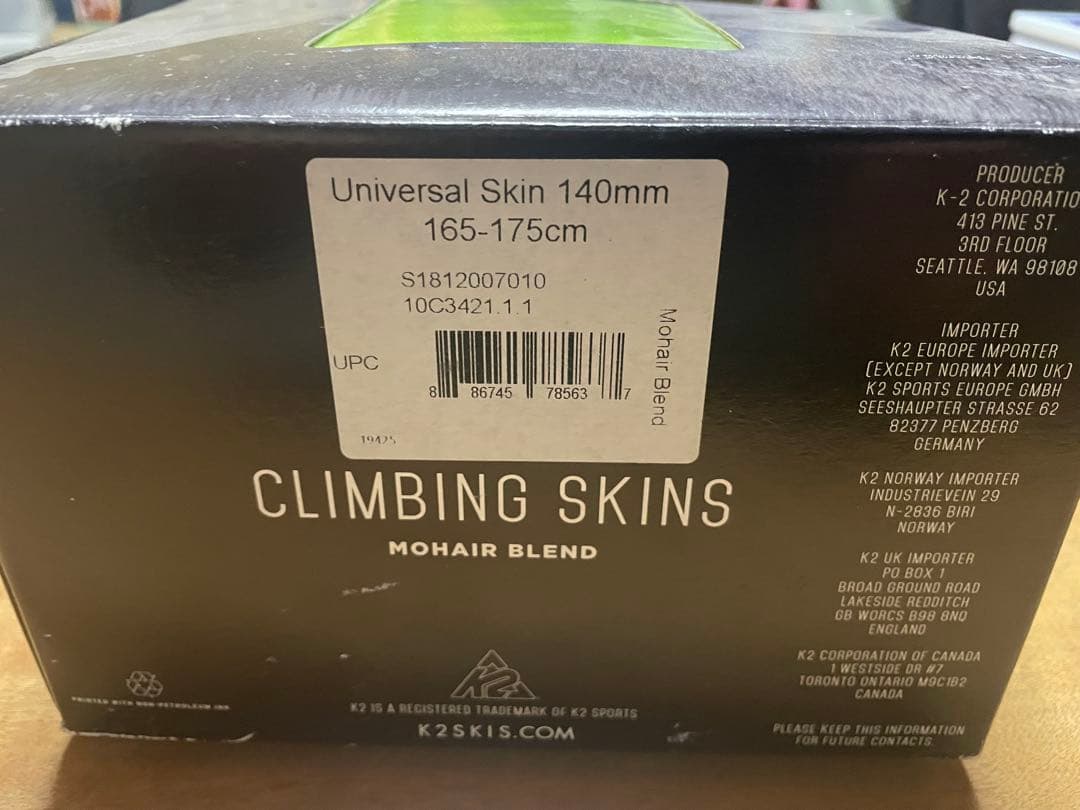 Universal Skin 140mm
165-175cm
S1812007010
10C3421.1.1
UPC
8 86745 78563 7
Mohair Blend
19425
CLIMBING SKINS
MOHAIR BLEND
PRINTED WITH NON-PETROLEUM INK
K2
K2 IS A REGISTERED TRADEMARK OF K2 SPORTS
K2SKIS.COM
PRODUCER
K-2 CORPORATIO
413 PINE ST.
3RD FLOOR
SEATTLE, WA 98108
USA
IMPORTER
K2 EUROPE IMPORTER
(EXCEPT NORWAY AND UK)
K2 SPORTS EUROPE GMBH
SEESHAUPTER STRASSE 62
82377 PENZBERG
GERMANY
K2 NORWAY IMPORTER
INDUSTRIEVEIN 29
N-2836 BIRI
NORWAY
K2 UK IMPORTER
PO BOX 1
BROAD GROUND ROAD
LAKESIDE REDDITCH
GB WORCS B98 8NQ
ENGLAND
K2 CORPORATION OF CANADA
1 WESTSIDE DR #7
TORONTO ONTARIO M9C1B2
CANADA
PLEASE KEEP THIS INFORMATION
FOR FUTURE CONTACTS.